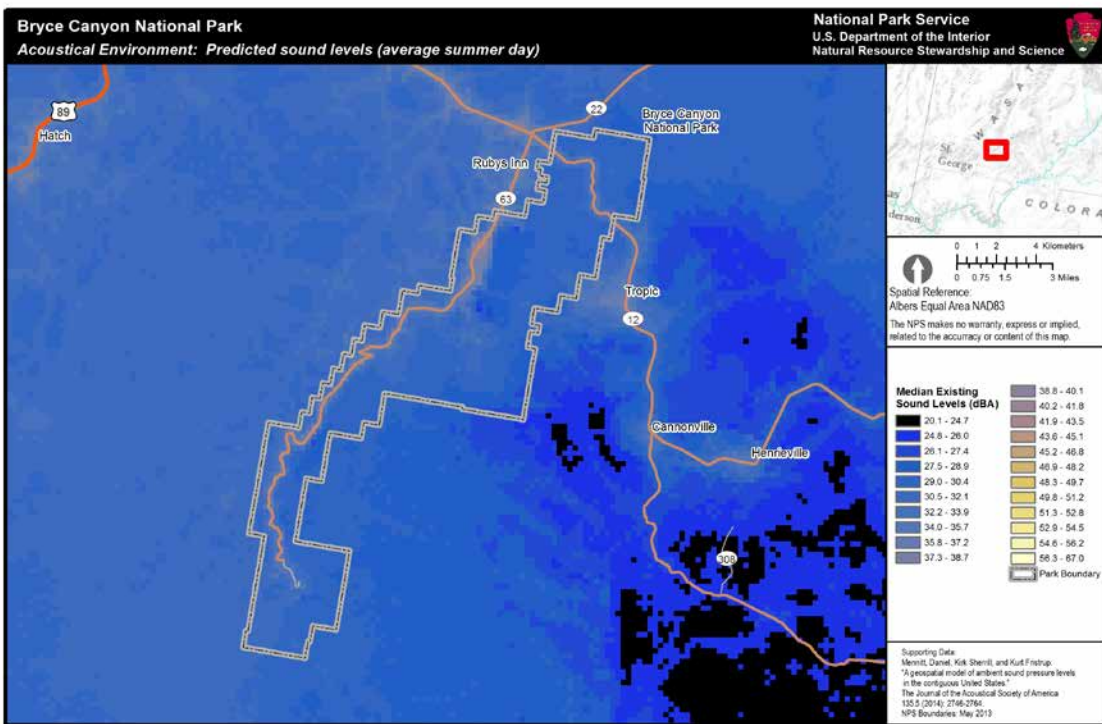 Bryce Canyon National Park
Acoustical Environment: Predicted sound levels (average summer day)
National Park Service
U.S. Department of the Interior
Natural Resource Stewardship and Science
89
Hatch
22
Bryce Canyon
National Park
Rubys Inn
63
Tropic
12
Cannonville
Henrieville
308
W A S A
St.
George
COLORA
derson
0 1 2 4 Kilometers
0 0.75 1.5 3 Miles
Spatial Reference:
Albers Equal Area NAD83
The NPS makes no warranty, express or implied,
related to the accurracy or content of this map.
Median Existing
Sound Levels (dBA)
20.1 - 24.7
24.8 - 26.0
26.1 - 27.4
27.5 - 28.9
29.0 - 30.4
30.5 - 32.1
32.2 - 33.9
34.0 - 35.7
35.8 - 37.2
37.3 - 38.7
38.8 - 40.1
40.2 - 41.8
41.9 - 43.5
43.6 - 45.1
45.2 - 46.8
46.9 - 48.2
48.3 - 49.7
49.8 - 51.2
51.3 - 52.8
52.9 - 54.5
54.6 - 56.2
56.3 - 67.0
Park Boundary
Supporting Data:
Mennitt, Daniel, Kirk Sherrill, and Kurt Fristrup.
"A geospatial model of ambient sound pressure levels
in the contiguous United States."
The Journal of the Acoustical Society of America
135.5 (2014): 2746-2764.
NPS Boundaries: May 2013